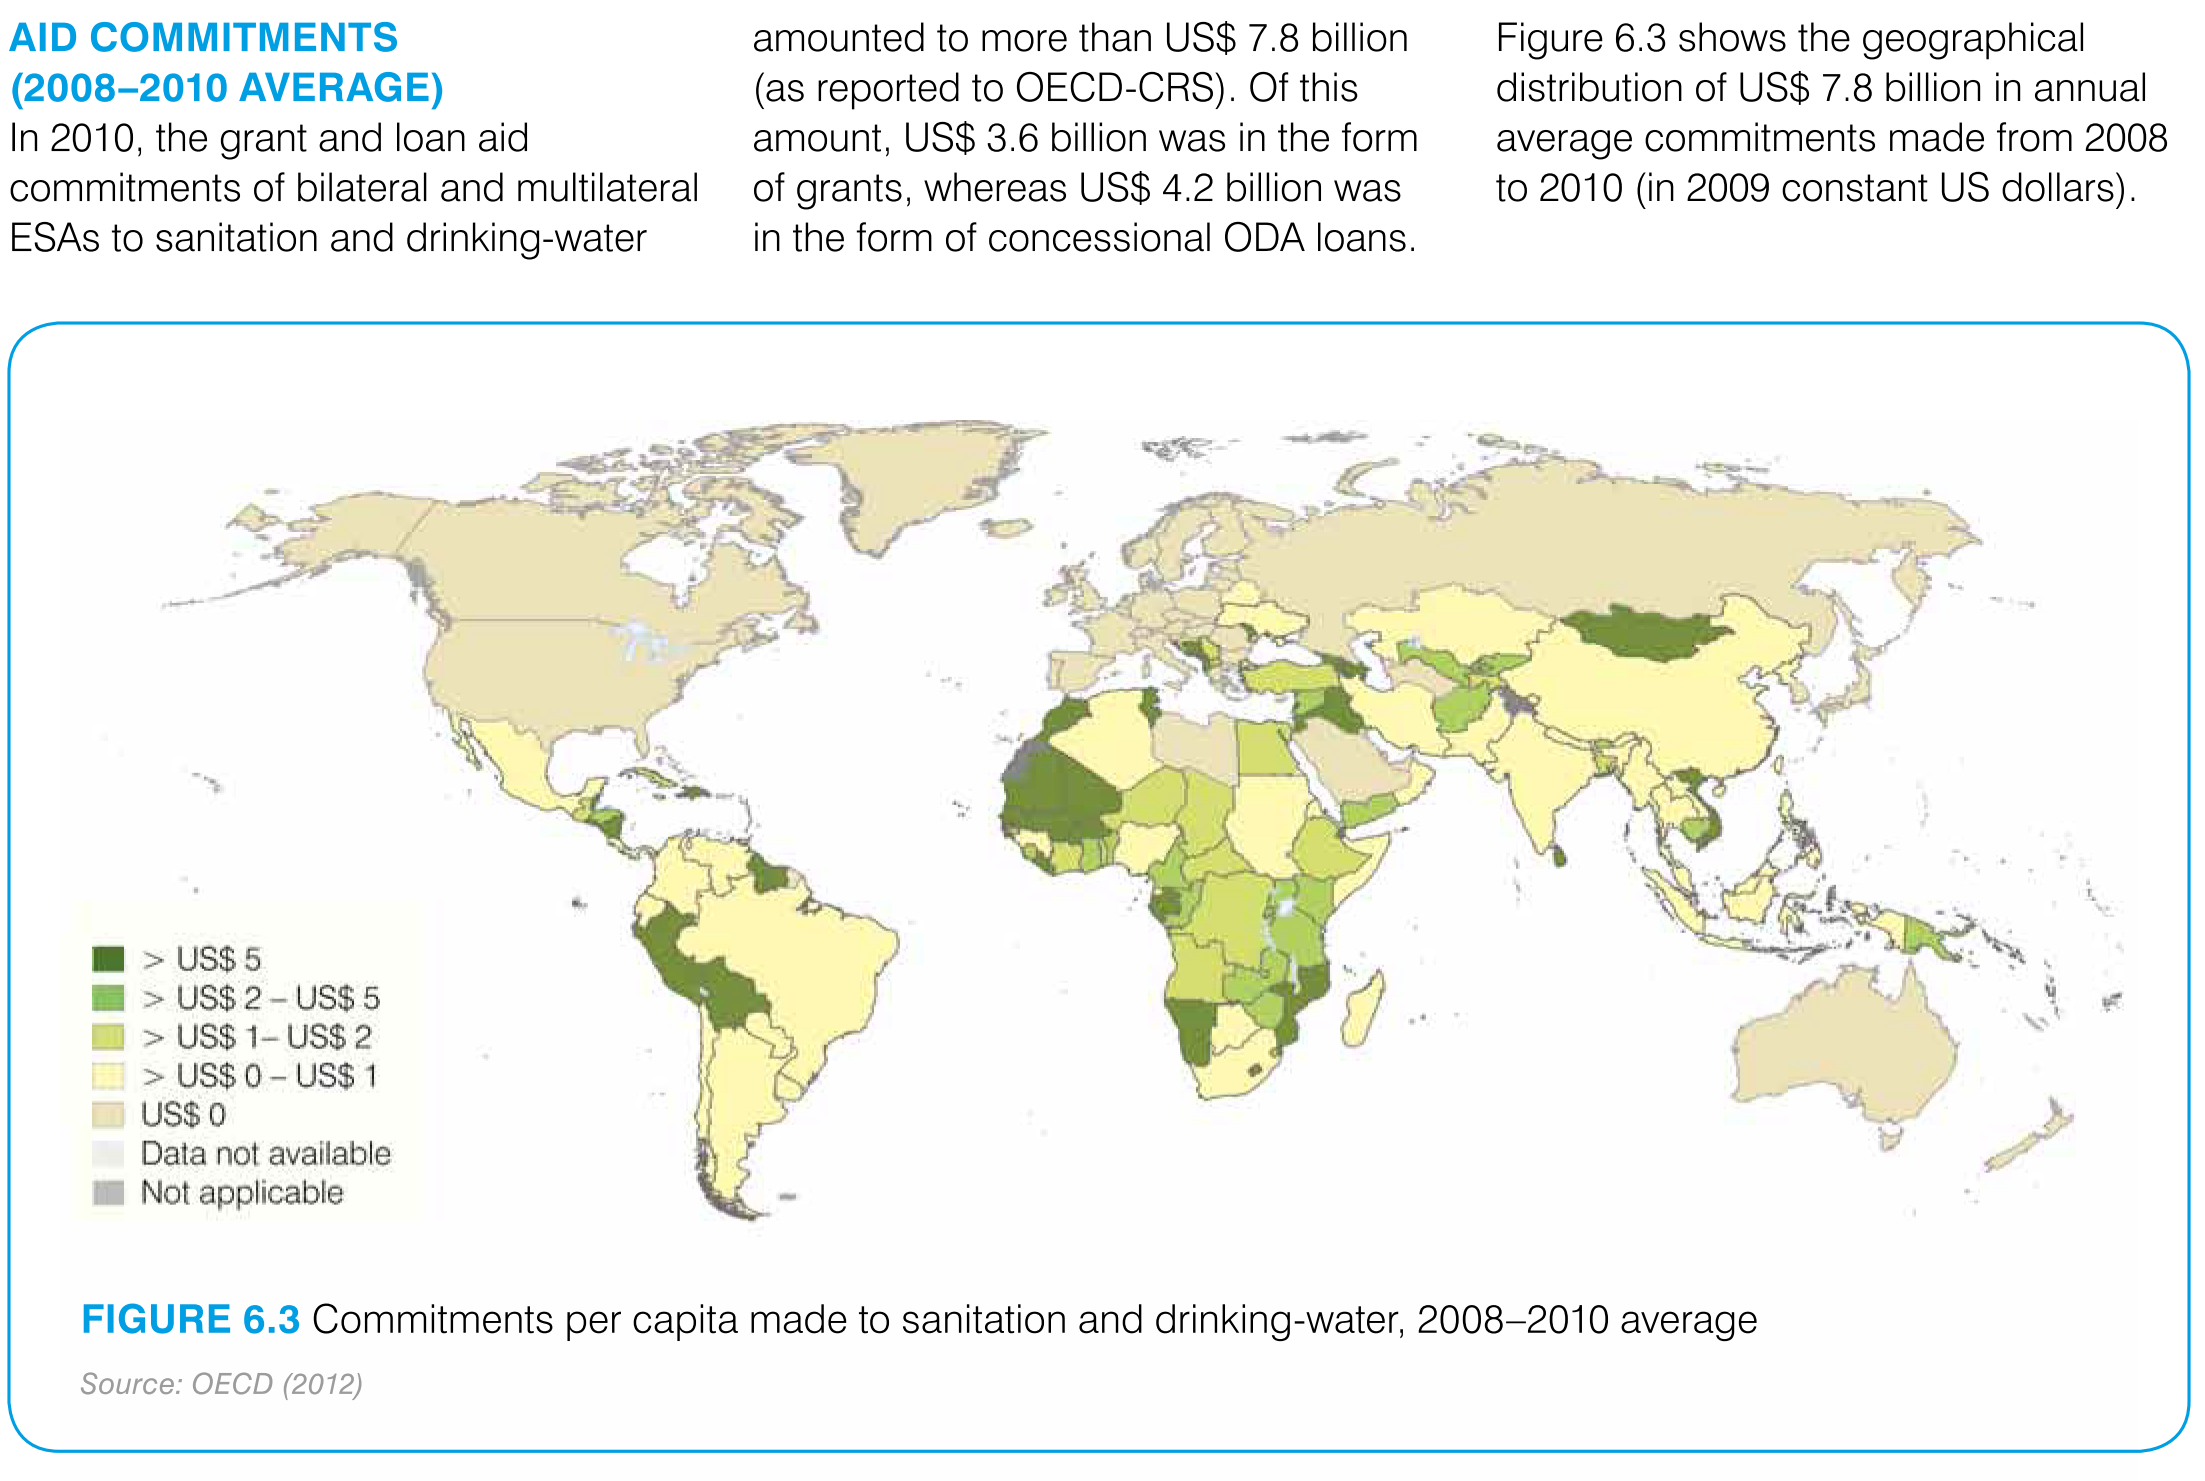 AID COMMITMENTS
(2008–2010 AVERAGE)
In 2010, the grant and loan aid
commitments of bilateral and multilateral
ESAs to sanitation and drinking-water
amounted to more than US$ 7.8 billion
(as reported to OECD-CRS). Of this
amount, US$ 3.6 billion was in the form
of grants, whereas US$ 4.2 billion was
in the form of concessional ODA loans.
Figure 6.3 shows the geographical
distribution of US$ 7.8 billion in annual
average commitments made from 2008
to 2010 (in 2009 constant US dollars).
> US$ 5
> US$ 2 – US$ 5
> US$ 1– US$ 2
> US$ 0 – US$ 1
US$ 0
Data not available
Not applicable
FIGURE 6.3 Commitments per capita made to sanitation and drinking-water, 2008–2010 average
Source: OECD (2012)